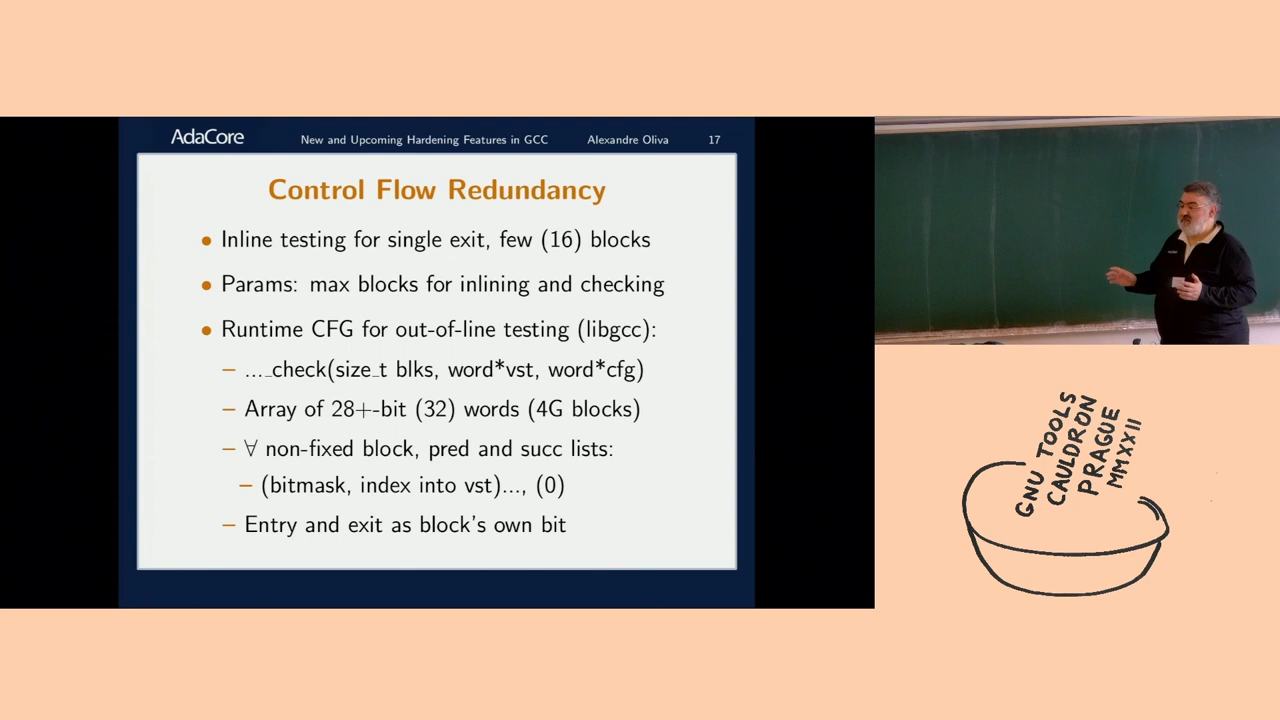 AdaCore New and Upcoming Hardening Features in GCC Alexandre Oliva 17
Control Flow Redundancy
• Inline testing for single exit, few (16) blocks
• Params: max blocks for inlining and checking
• Runtime CFG for out-of-line testing (libgcc):
– ..._check(size_t blks, word*vst, word*cfg)
– Array of 28+-bit (32) words (4G blocks)
– ∀ non-fixed block, pred and succ lists:
– (bitmask, index into vst)..., (0)
– Entry and exit as block's own bit
GNU TOOLS
CAULDRON
PRAGUE
MMXXII